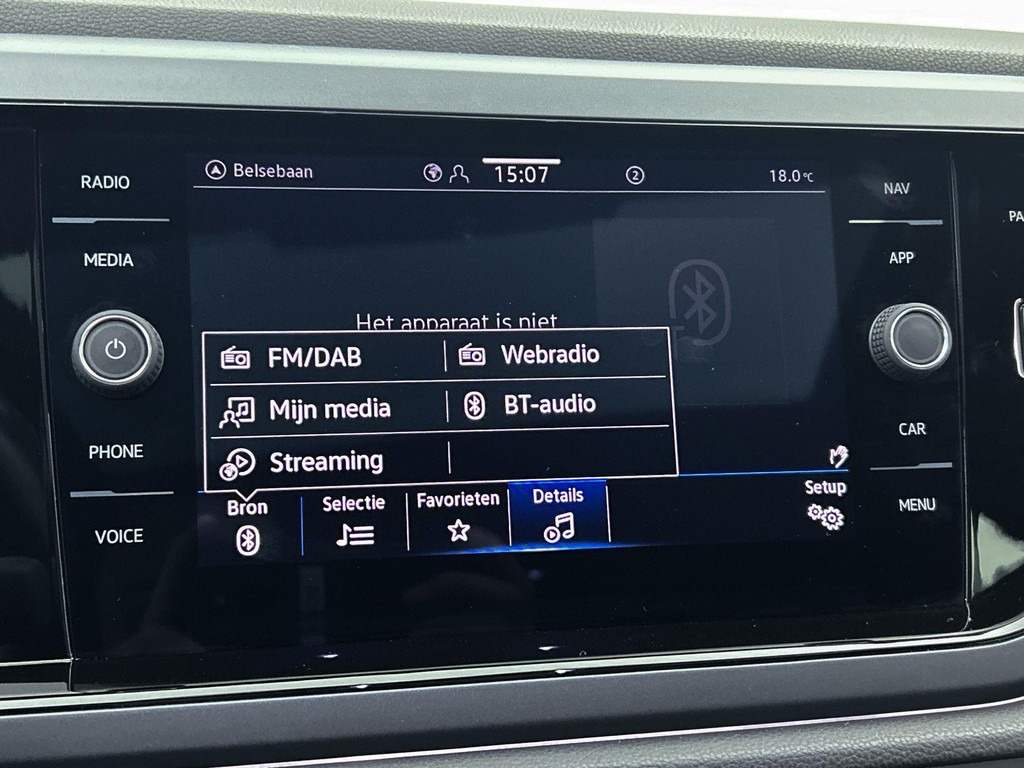 RADIO
MEDIA
PHONE
VOICE
Belsebaan
15:07
2
18.0 °C
Het apparaat is niet
FM/DAB
Webradio
Mijn media
BT-audio
Streaming
Bron
Selectie
Favorieten
Details
Setup
NAV
APP
CAR
MENU